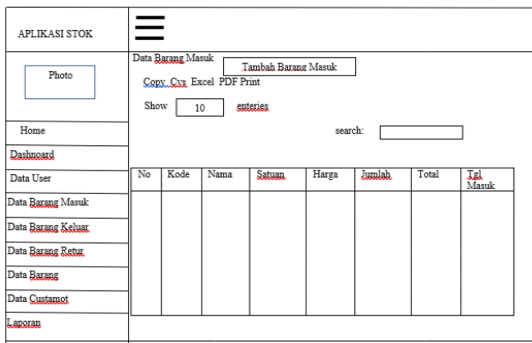 APLIKASI STOK
Photo
Home
Dashnoard
Data User
Data Barang Masuk
Data Barang Keluar
Data Barang Retur
Data Barang
Data Custamot
Laporan
Data Barang Masuk Tambah Barang Masuk
Copy Cvs Excel PDF Print
Show 10 enteries
search:
No Kode Nama Satuan Harga Jumlah Total Tgl
Masuk